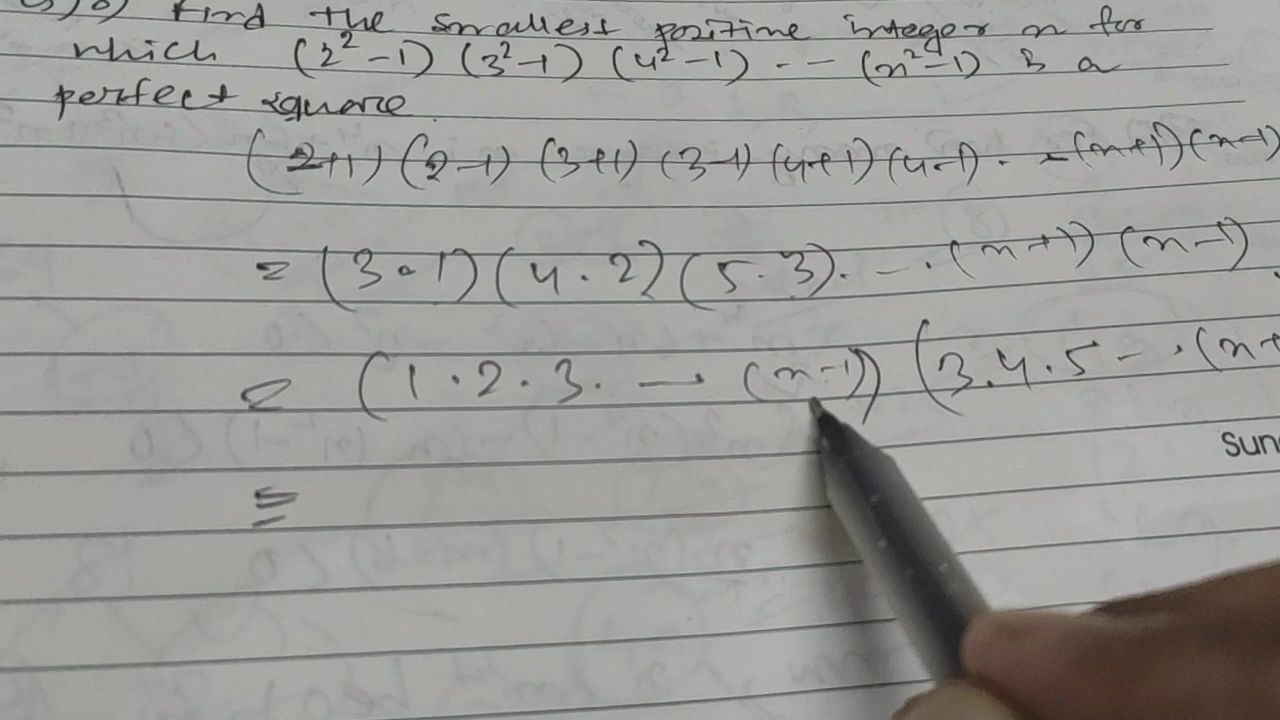 b) Find the smallest positive integer n for
which (2²-1) (3²-1) (4²-1) - - - (n²-1) is a
perfect square.
(2+1) (2-1) (3+1) (3-1) (4+1) (4-1) - - (n+1) (n-1)
= (3·1) (4·2) (5·3) · - · · (n+1) (n-1)
= (1·2·3· — · (n-1)) (3·4·5 - - · (n+
=
Sun